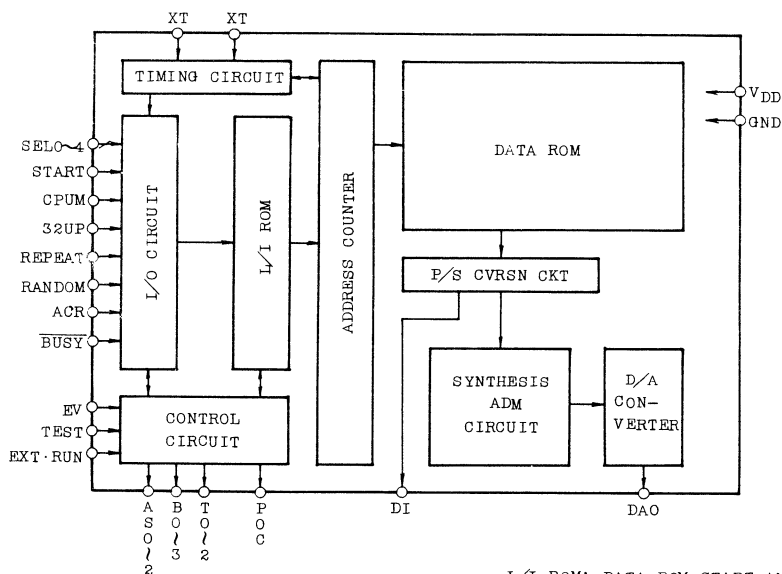 XT XT
TIMING CIRCUIT
VDD
GND
SEL0~4
START
CPUM
32UP
REPEAT
RANDOM
ACR
BUSY
I/O CIRCUIT
L/I ROM
ADDRESS COUNTER
DATA ROM
P/S CVRSN CKT
SYNTHESIS
ADM
CIRCUIT
D/A
CON-
VERTER
EV
TEST
EXT·RUN
CONTROL
CIRCUIT
AS0~2
B0~3
T0~2
POC
DI
DAO